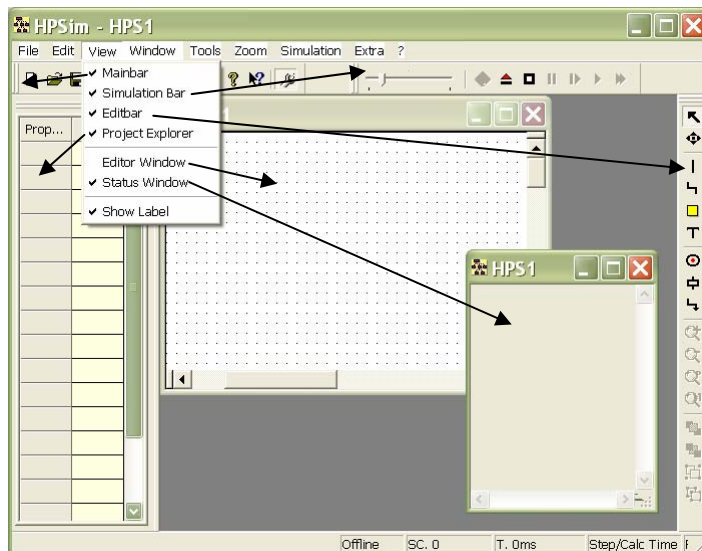 HPSim - HPS1
File Edit View Window Tools Zoom Simulation Extra ?
Mainbar
Simulation Bar
Editbar
Project Explorer
Editor Window
Status Window
Show Label
Prop...
HPS1
Offline SC. 0 T. 0ms Step/Calc Time